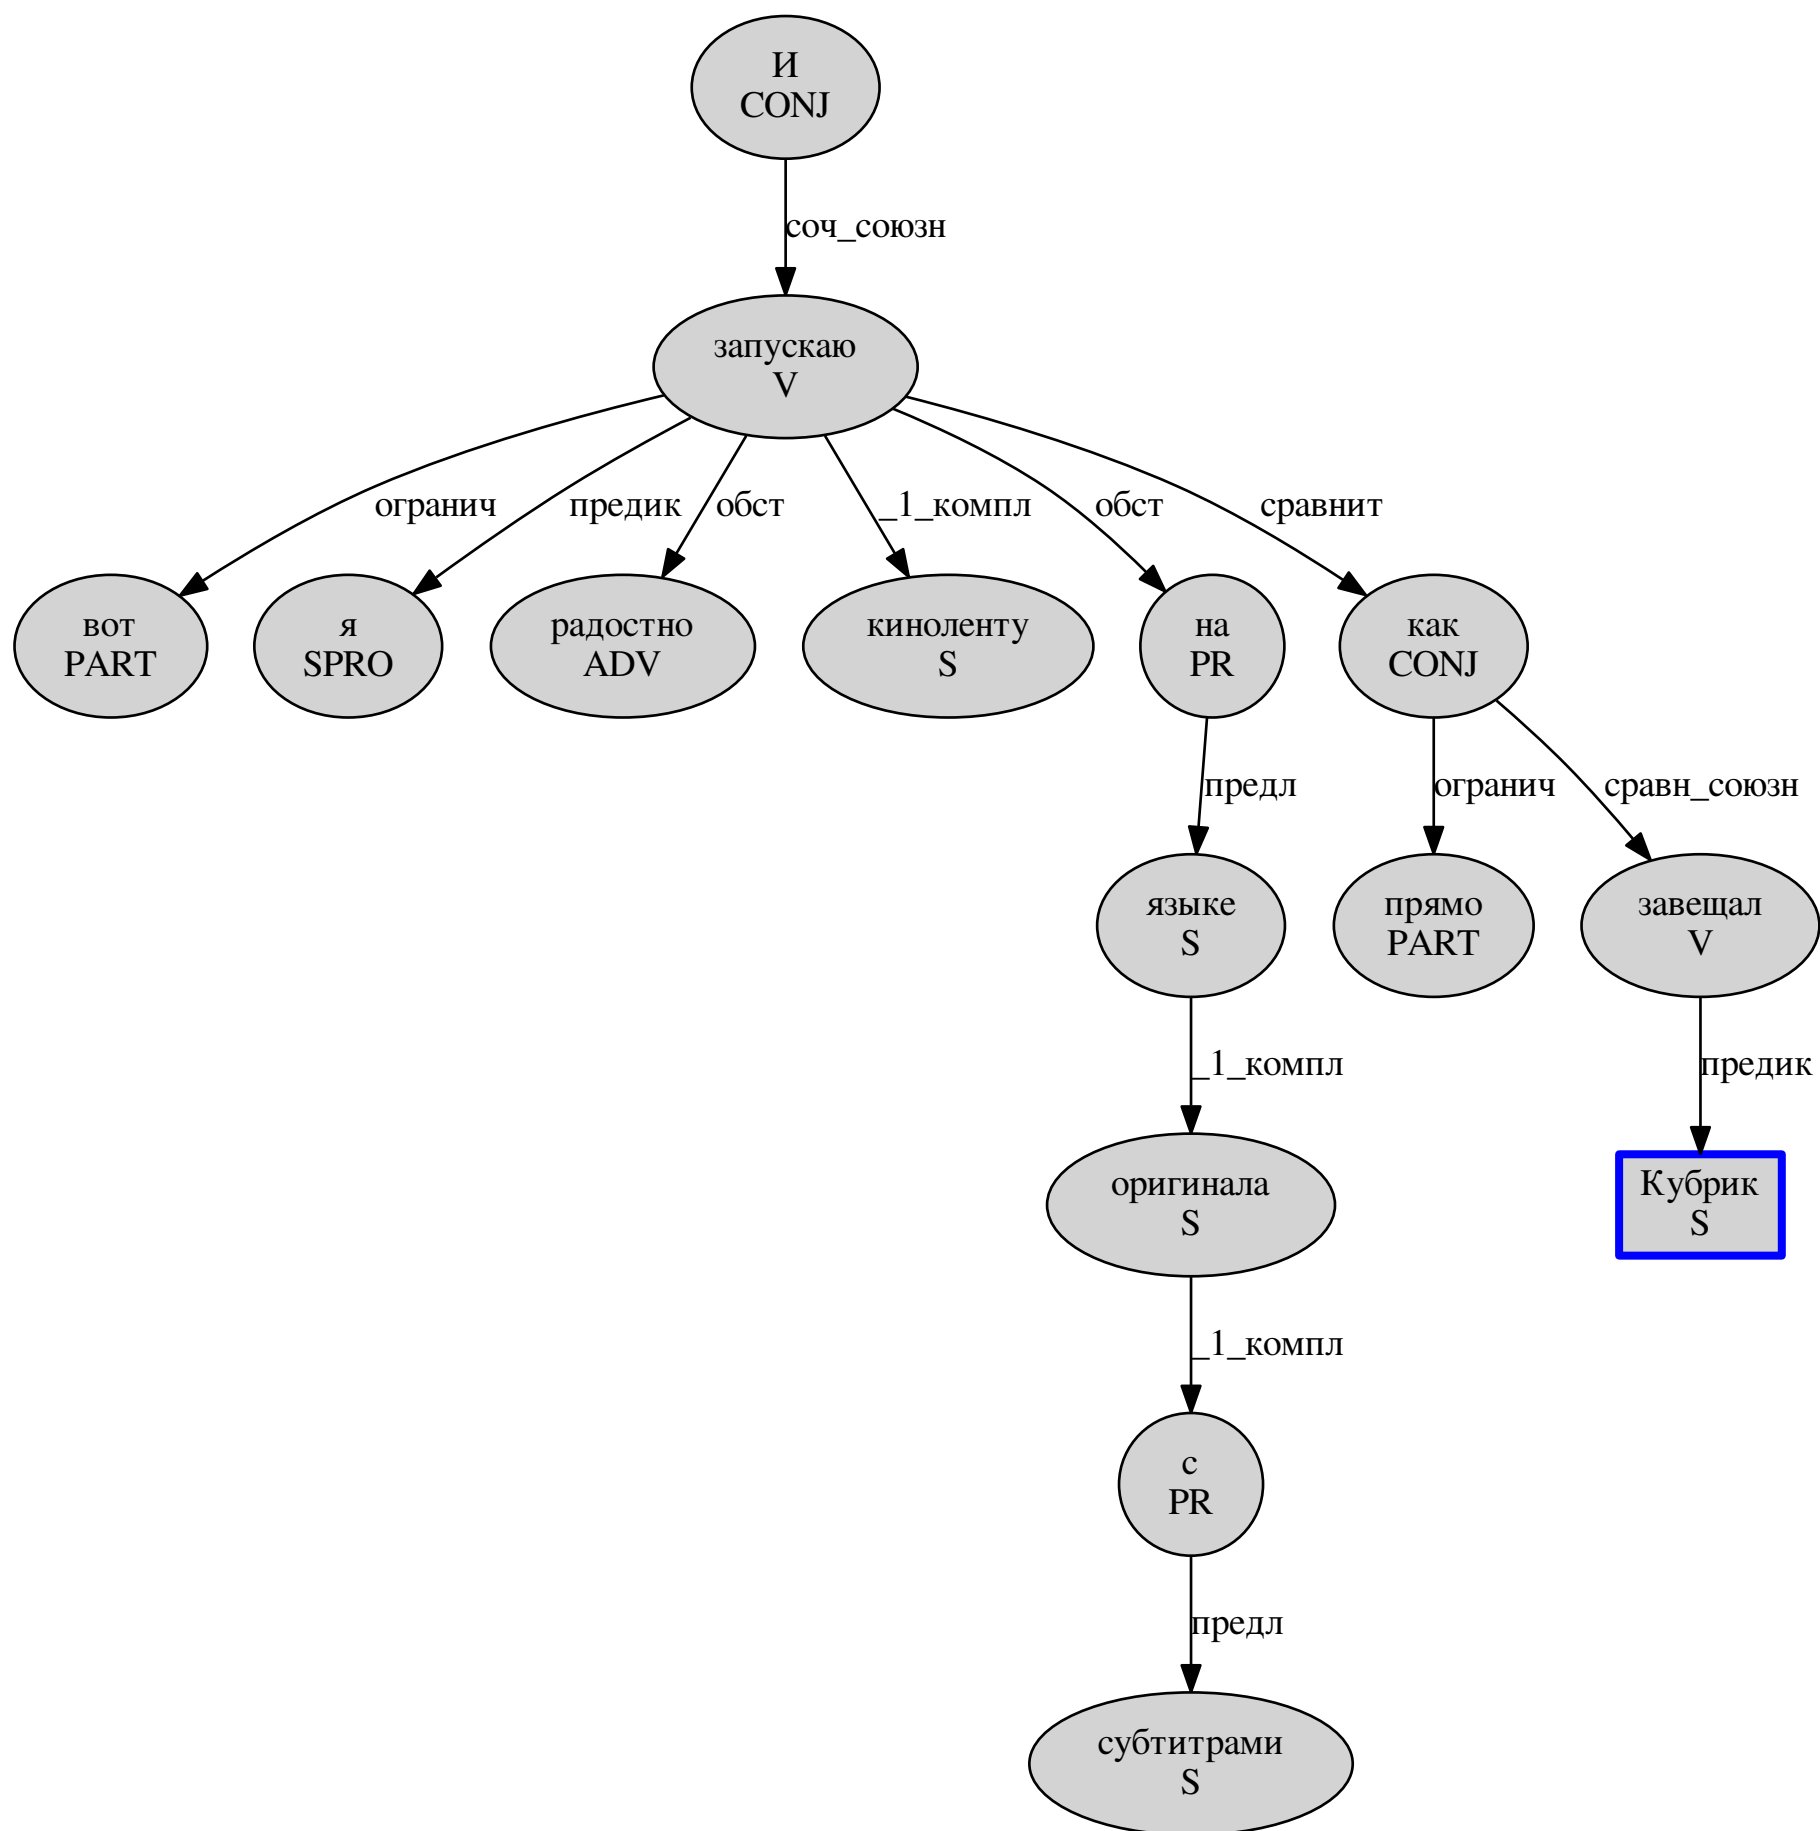 И
CONJ
соч_союзн
запускаю
V
огранич
предик
обст
_1_компл
обст
сравнит
вот
PART
я
SPRO
радостно
ADV
киноленту
S
на
PR
как
CONJ
предл
огранич
сравн_союзн
языке
S
прямо
PART
завещал
V
_1_компл
предик
оригинала
S
Кубрик
S
_1_компл
с
PR
предл
субтитрами
S